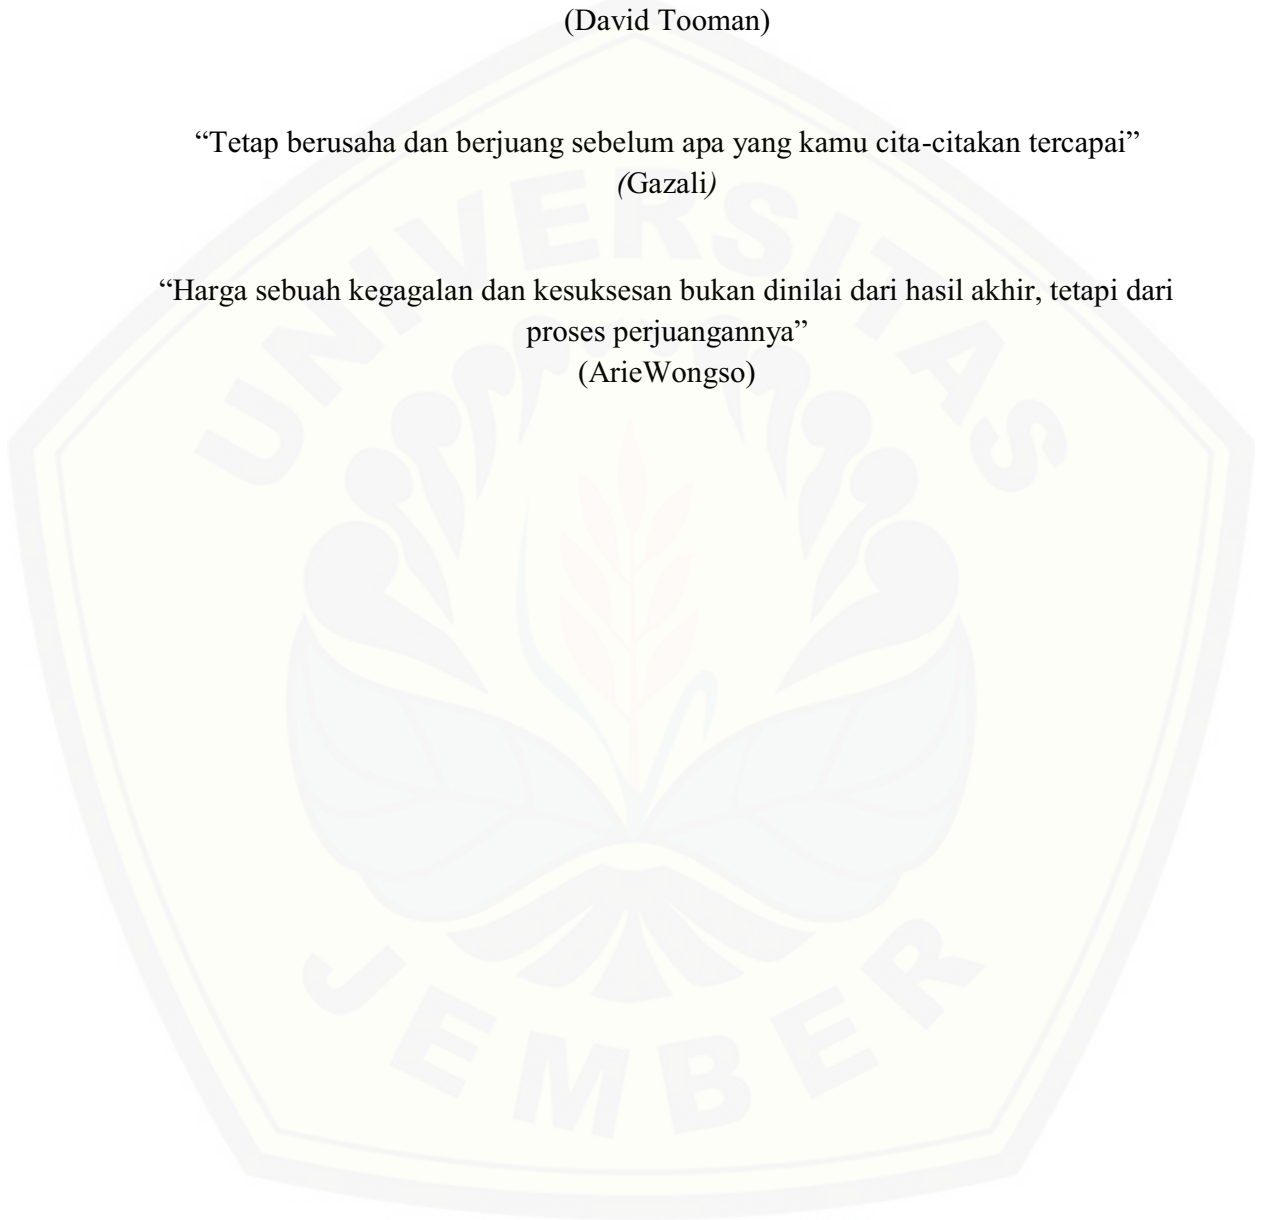 (David Tooman)
“Tetap berusaha dan berjuang sebelum apa yang kamu cita-citakan tercapai”
(Gazali)
“Harga sebuah kegagalan dan kesuksesan bukan dinilai dari hasil akhir, tetapi dari
proses perjuangannya”
(ArieWongso)
UNIVERSITAS
JEMBER